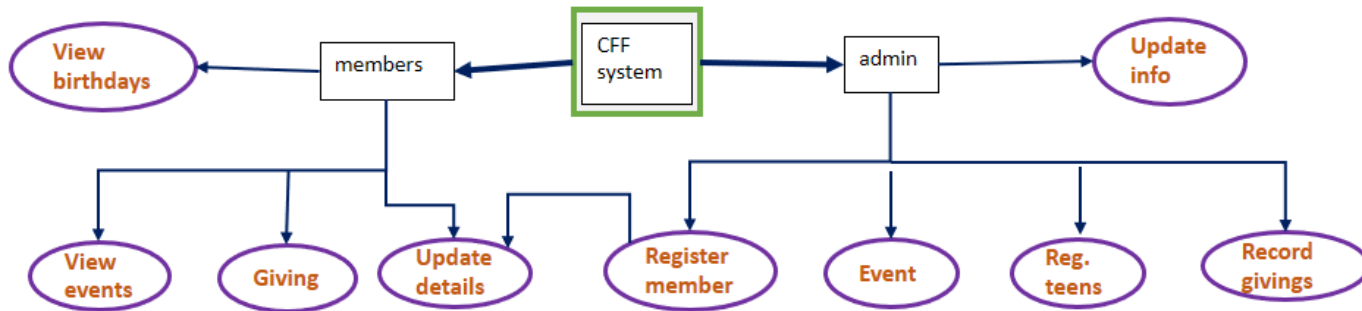 CFF
system
View
birthdays
members
admin
Update
info
View
events
Giving
Update
details
Register
member
Event
Reg.
teens
Record
givings